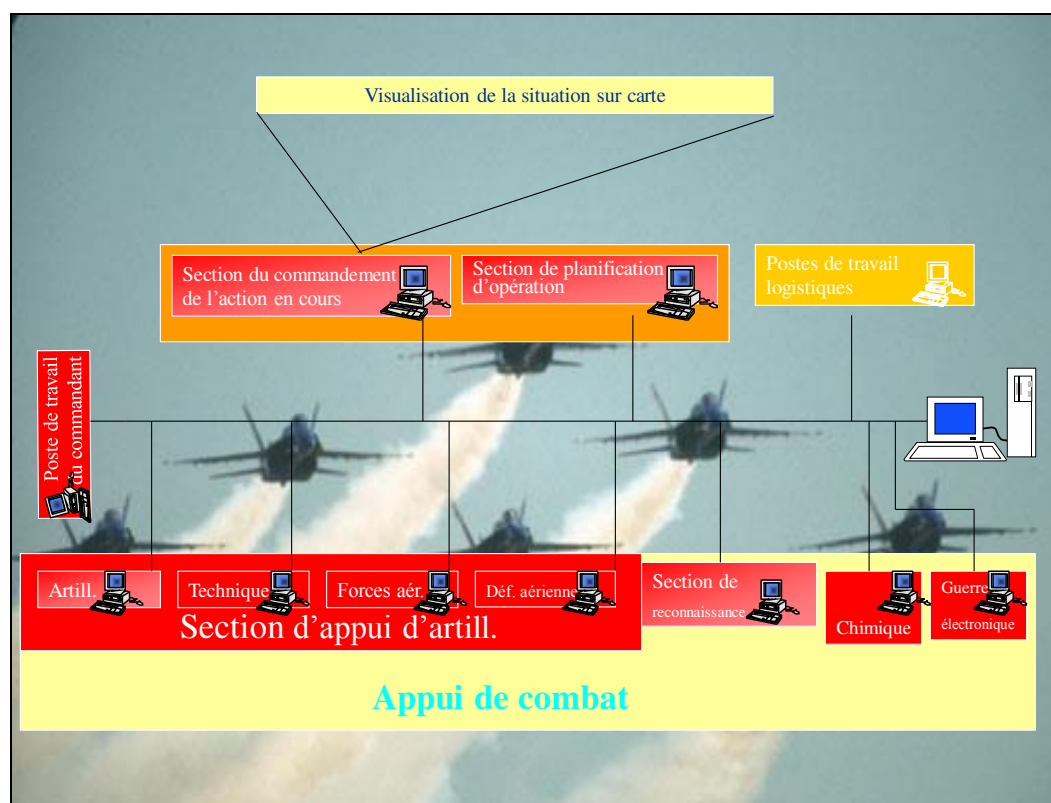 Visualisation de la situation sur carte
Section du commandement
de l'action en cours
Section de planification
d'opération
Postes de travail
logistiques
Poste de travail
du commandant
Artill.
Technique
Forces aér.
Déf. aérienne
Section d'appui d'artill.
Section de
reconnaissance
Chimique
Guerre
électronique
Appui de combat